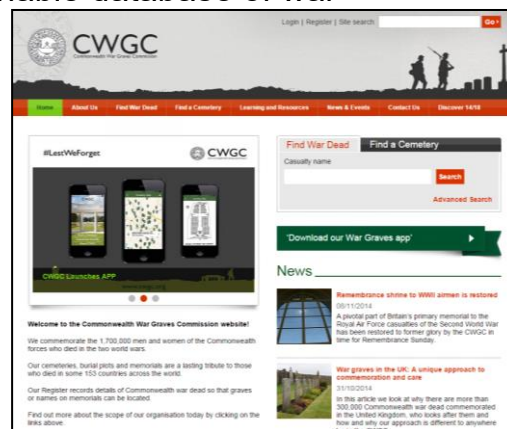 Login | Register | Site search
Go
CWGC
Commonwealth War Graves Commission
Home About Us Find War Dead Find a Cemetery Learning and Resources News & Events Contact Us Discover 14/18
#LestWeForget
CWGC
CWGC Launches APP
Find War Dead Find a Cemetery
Casualty name
Search
Advanced Search
'Download our War Graves app'
News
Remembrance shrine to WWII airmen is restored
08/11/2014
A pivotal part of Britain's primary memorial to the
Royal Air Force casualties of the Second World War
has been restored to former glory by the CWGC in
time for Remembrance Sunday.
War graves in the UK: A unique approach to
commemoration and care
31/10/2014
In this article we look at why there are more than
300,000 Commonwealth war dead commemorated
in the United Kingdom, who looks after them and
how and why our approach is different to anywhere
Welcome to the Commonwealth War Graves Commission website!
We commemorate the 1,700,000 men and women of the Commonwealth
forces who died in the two world wars.
Our cemeteries, burial plots and memorials are a lasting tribute to those
who died in some 153 countries across the world.
Our Register records details of Commonwealth war dead so that graves
or names on memorials can be located.
Find out more about the scope of our organisation today by clicking on the
links above.